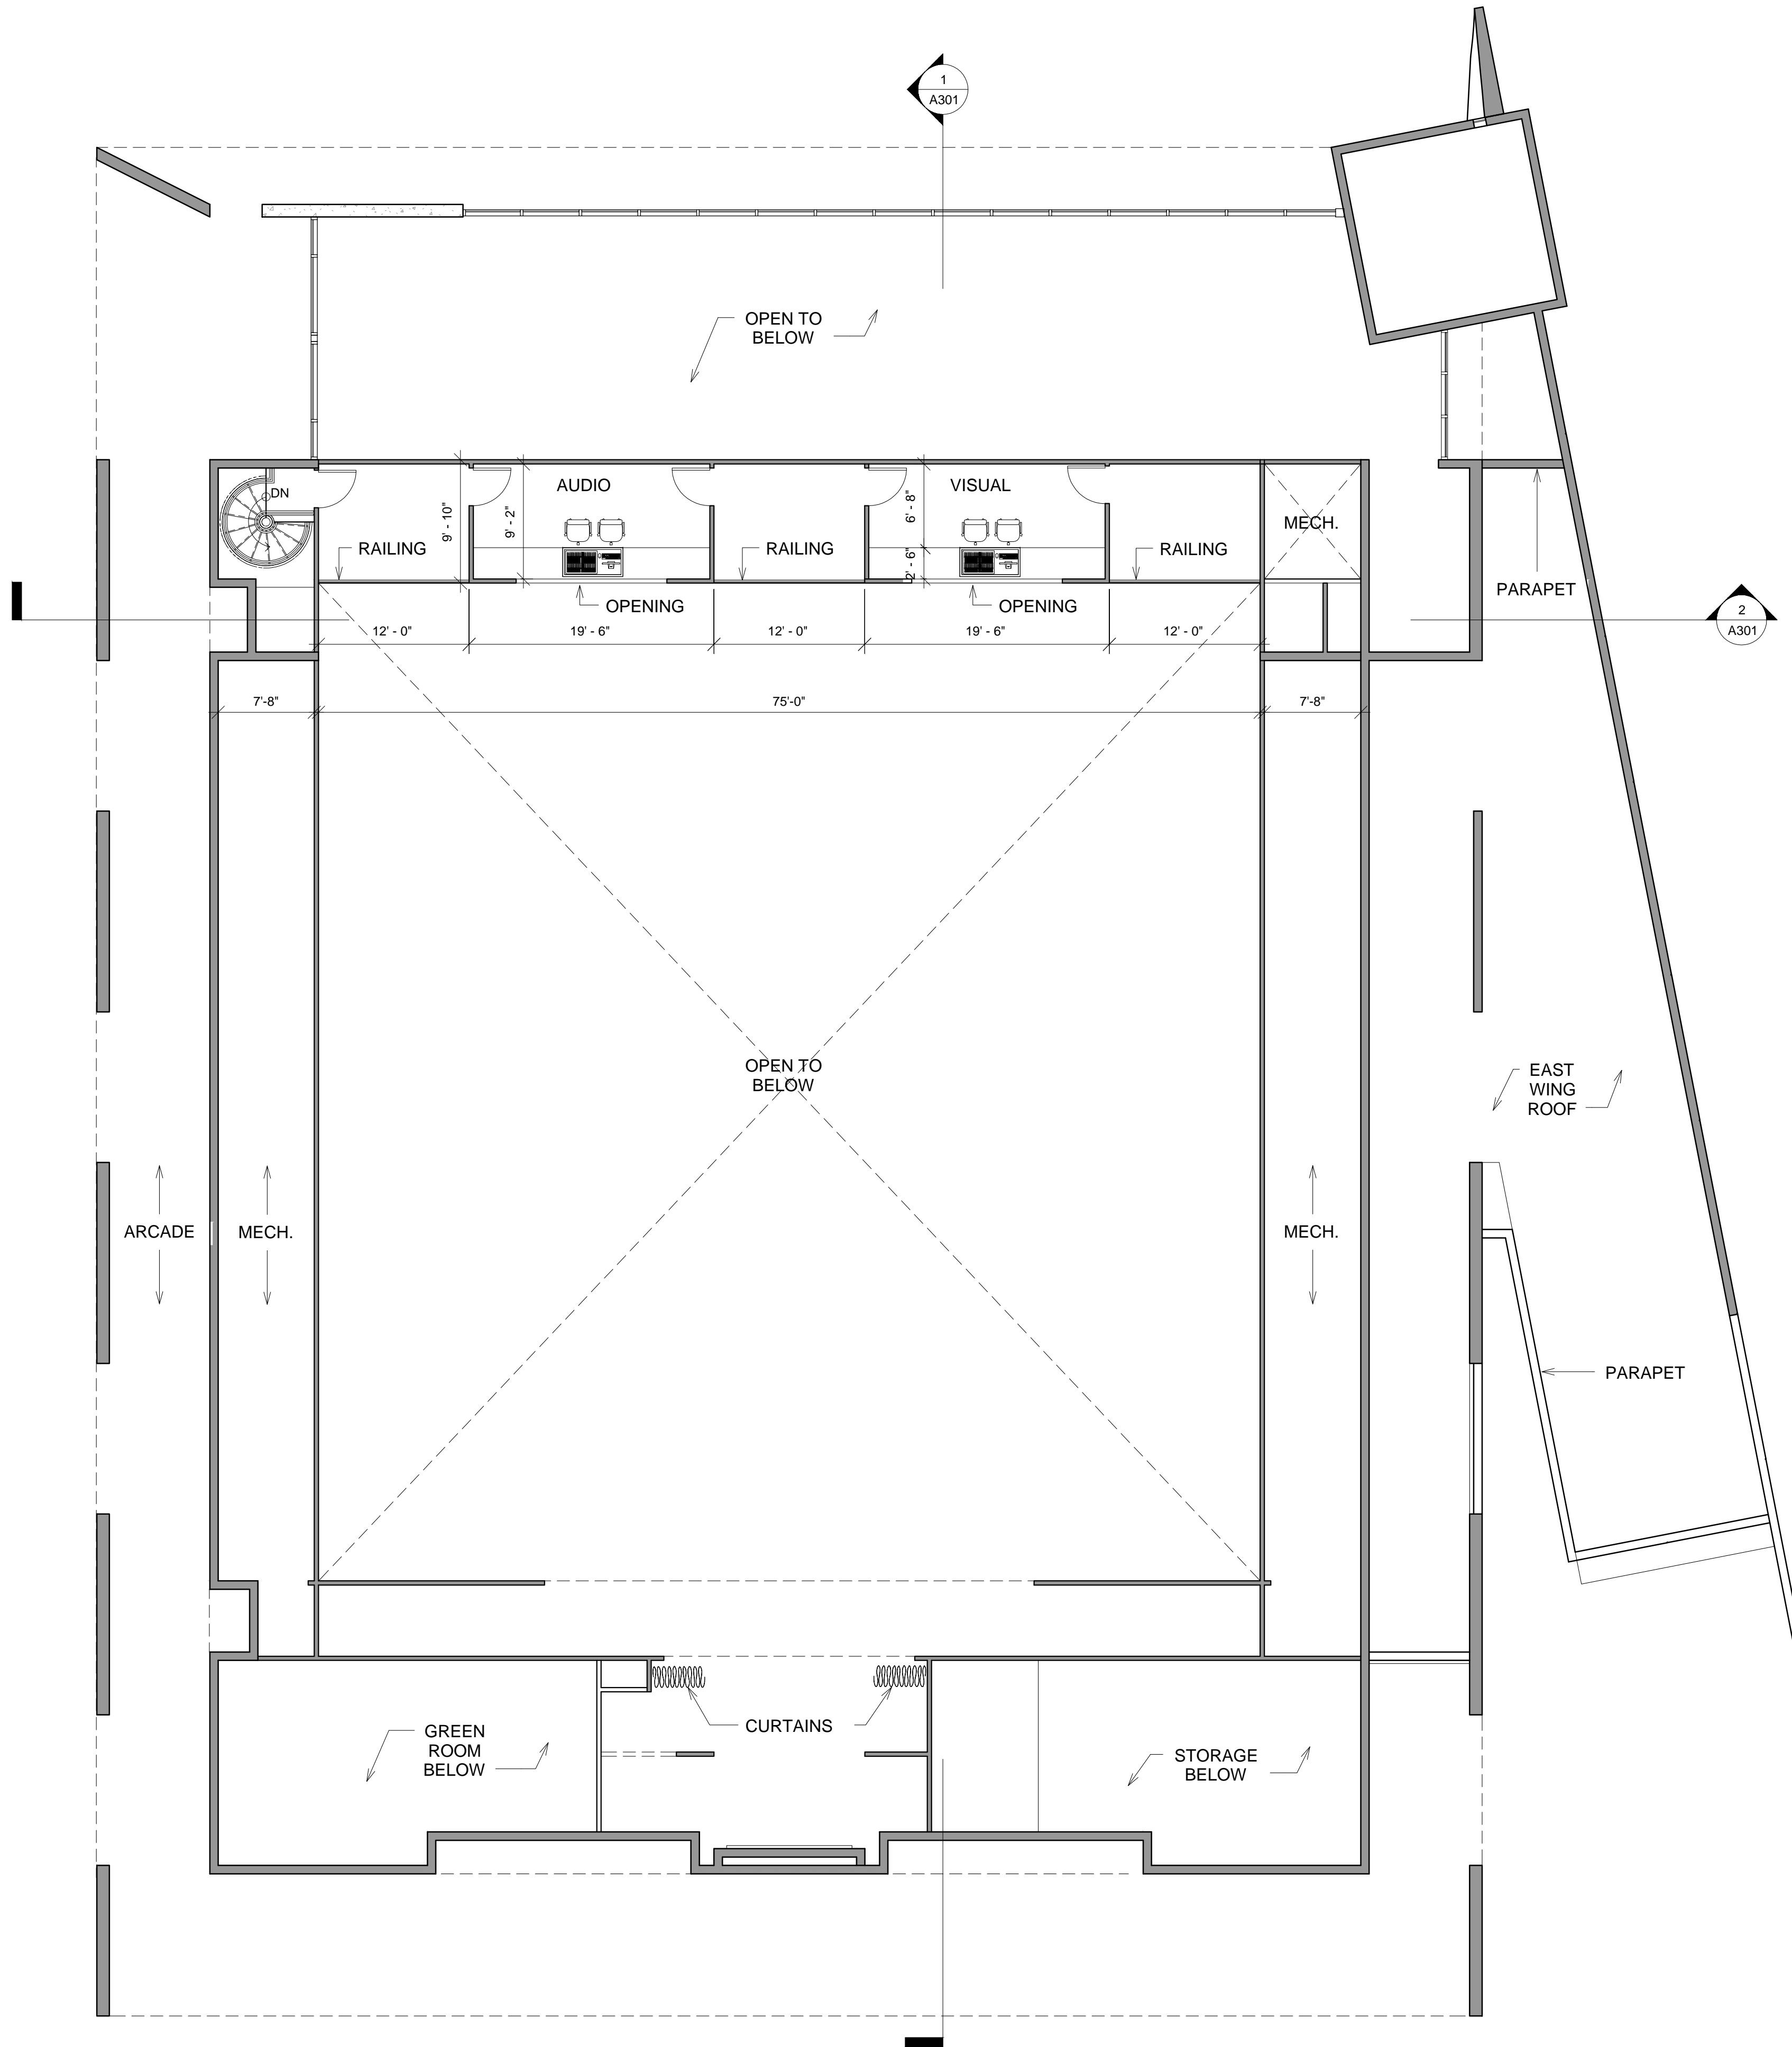 1
A301
OPEN TO
BELOW
DN
AUDIO
VISUAL
9' - 10"
9' - 2"
6' - 8"
2' - 6"
MECH.
RAILING
RAILING
RAILING
PARAPET
OPENING
OPENING
2
A301
12' - 0"
19' - 6"
12' - 0"
19' - 6"
12' - 0"
7'-8"
75'-0"
7'-8"
OPEN TO
BELOW
EAST
WING
ROOF
ARCADE
MECH.
MECH.
PARAPET
GREEN
ROOM
BELOW
CURTAINS
STORAGE
BELOW